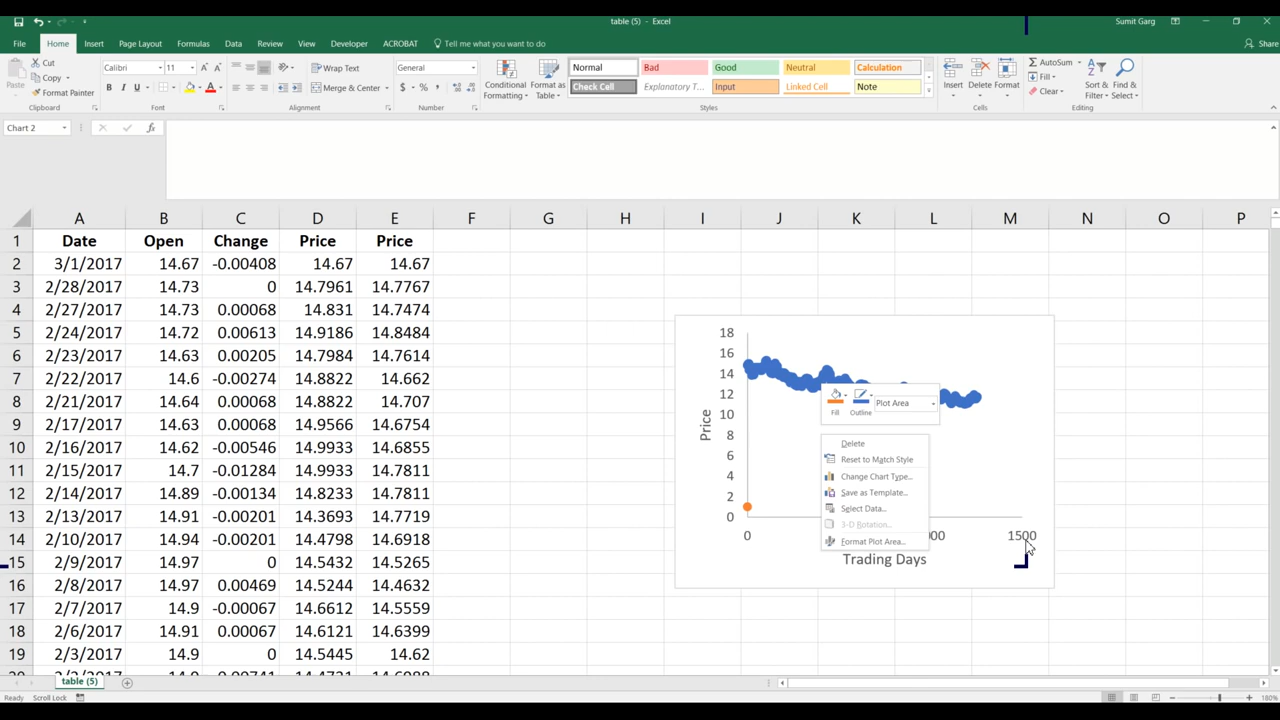 table (5) - Excel
Sumit Garg
File Home Insert Page Layout Formulas Data Review View Developer ACROBAT Tell me what you want to do Share
Cut
Copy
Format Painter
Paste
Clipboard
Calibri 11
B I U
Font
Wrap Text
Merge & Center
Alignment
General
$ % ,
Number
Conditional Formatting
Format as Table
Normal Bad Good Neutral Calculation
Check Cell Explanatory T... Input Linked Cell Note
Styles
Insert Delete Format
Cells
AutoSum
Fill
Clear
Sort & Filter
Find & Select
Editing
Chart 2 fx
A B C D E F G H I J K L M N O P
1 Date Open Change Price Price
2 3/1/2017 14.67 -0.00408 14.67 14.67
3 2/28/2017 14.73 0 14.7961 14.7767
4 2/27/2017 14.73 0.00068 14.831 14.7474
5 2/24/2017 14.72 0.00613 14.9186 14.8484
6 2/23/2017 14.63 0.00205 14.7984 14.7614
7 2/22/2017 14.6 -0.00274 14.8822 14.662
8 2/21/2017 14.64 0.00068 14.8822 14.707
9 2/17/2017 14.63 0.00068 14.9566 14.6754
10 2/16/2017 14.62 -0.00546 14.9933 14.6855
11 2/15/2017 14.7 -0.01284 14.9933 14.7811
12 2/14/2017 14.89 -0.00134 14.8233 14.7811
13 2/13/2017 14.91 -0.00201 14.3693 14.7719
14 2/10/2017 14.94 -0.00201 14.4798 14.6918
15 2/9/2017 14.97 0 14.5432 14.5265
16 2/8/2017 14.97 0.00469 14.5244 14.4632
17 2/7/2017 14.9 -0.00067 14.6612 14.5559
18 2/6/2017 14.91 0.00067 14.6121 14.6399
19 2/3/2017 14.9 0 14.5445 14.62
18
16
14
12
10
8
6
4
2
0
Price
0 1500
Trading Days
Fill Outline Plot Area
Delete
Reset to Match Style
Change Chart Type...
Save as Template...
Select Data...
3-D Rotation...
Format Plot Area...
table (5)
Ready Scroll Lock 180%